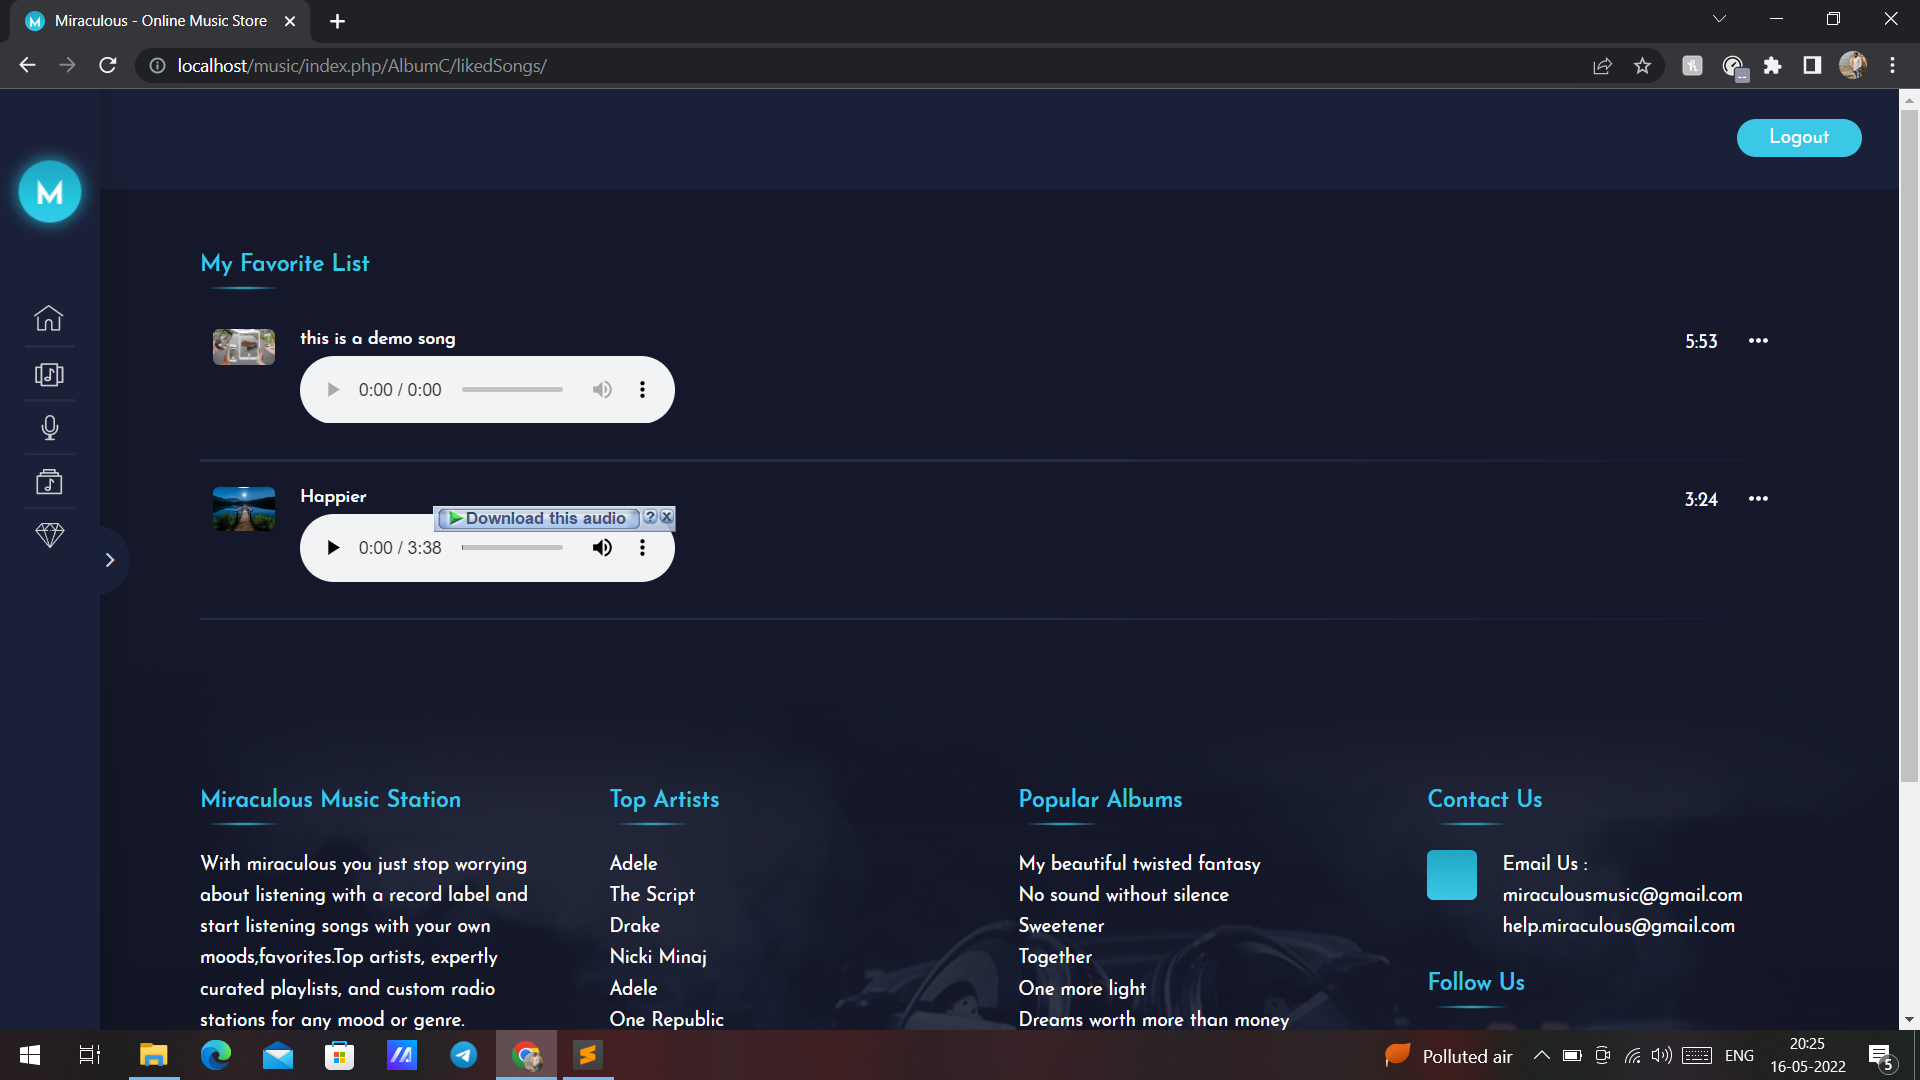 Miraculous - Online Music Store
localhost/music/index.php/AlbumC/likedSongs/
Logout
M
My Favorite List
this is a demo song
5:53
0:00 / 0:00
Happier
3:24
Download this audio
0:00 / 3:38
Miraculous Music Station
With miraculous you just stop worrying
about listening with a record label and
start listening songs with your own
moods,favorites.Top artists, expertly
curated playlists, and custom radio
stations for any mood or genre.
Top Artists
Adele
The Script
Drake
Nicki Minaj
Adele
One Republic
Popular Albums
My beautiful twisted fantasy
No sound without silence
Sweetener
Together
One more light
Dreams worth more than money
Contact Us
Email Us :
miraculousmusic@gmail.com
help.miraculous@gmail.com
Follow Us
Polluted air
ENG
20:25
16-05-2022
5